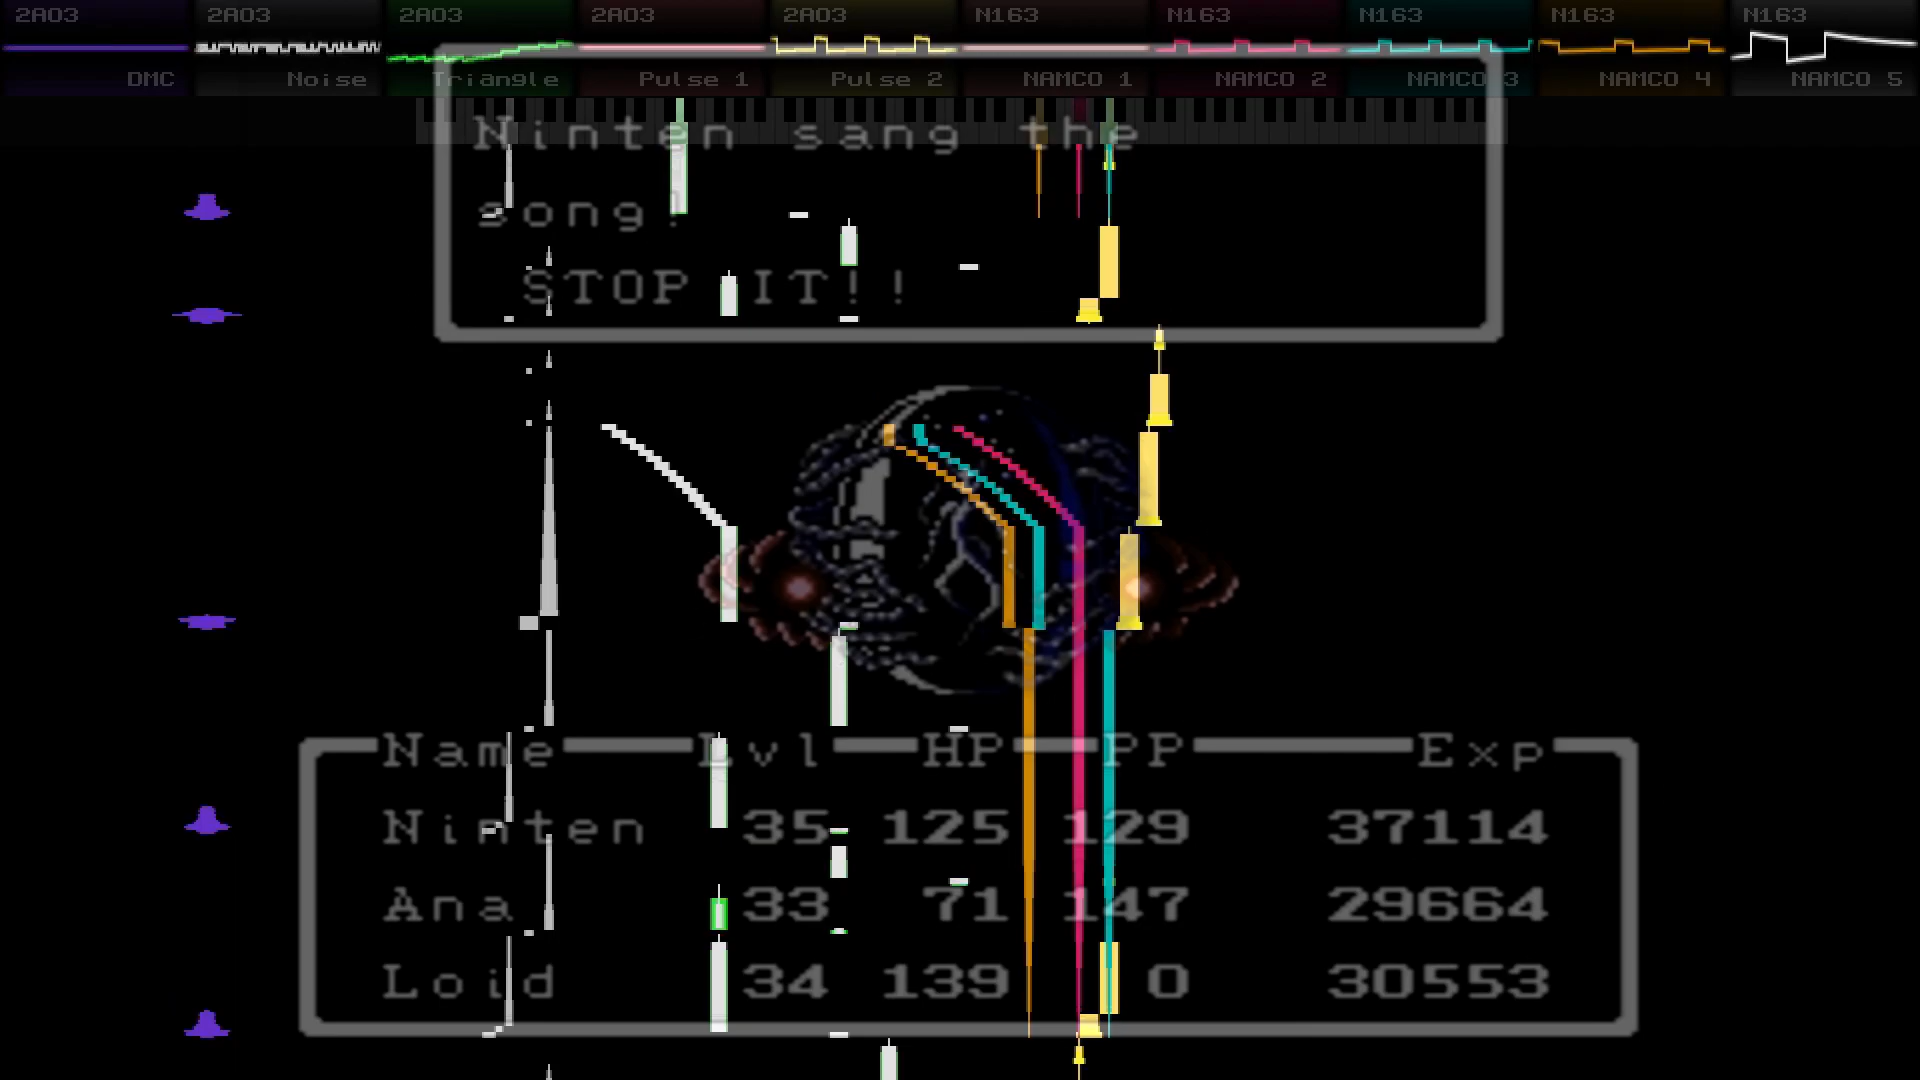 2A03 2A03 2A03 2A03 2A03 N163 N163 N163 N163 N163
DMC Noise Triangle Pulse 1 Pulse 2 NAMCO 1 NAMCO 2 NAMCO 3 NAMCO 4 NAMCO 5
Ninten sang the
song!
STOP IT!!
Name Lvl HP PP Exp
Ninten 35 125 129 37114
Ana 33 71 147 29664
Loid 34 139 0 30553